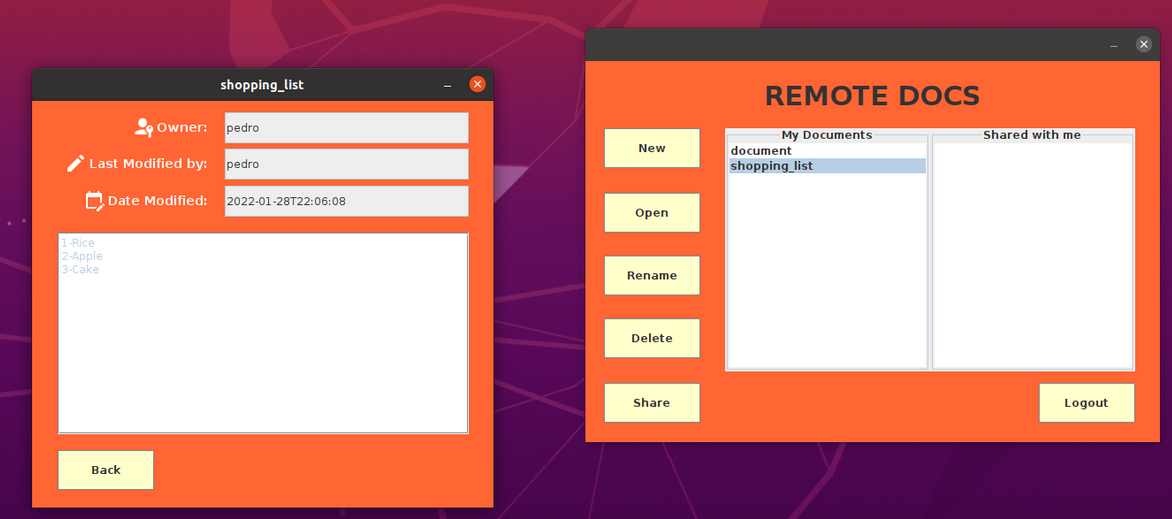 shopping_list
Owner:
pedro
Last Modified by:
pedro
Date Modified:
2022-01-28T22:06:08
1-Rice
2-Apple
3-Cake
Back
REMOTE DOCS
New
Open
Rename
Delete
Share
My Documents
document
shopping_list
Shared with me
Logout